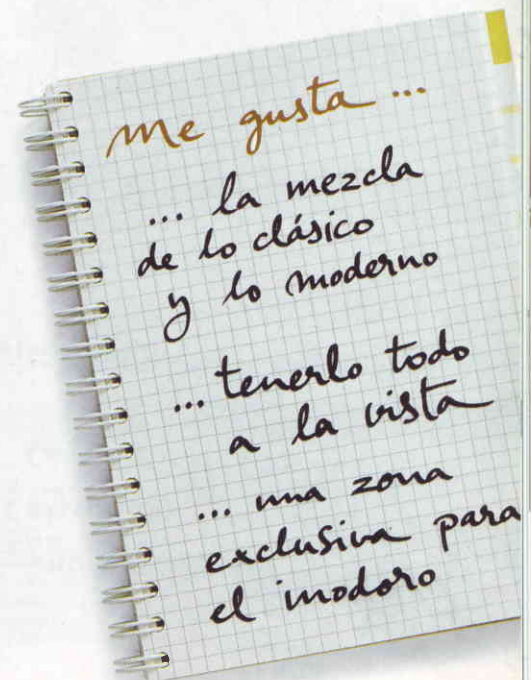 me gusta...
... la mezcla
de lo clásico
y lo moderno
... tenerlo todo
a la vista
... una zona
exclusiva para
el inodoro